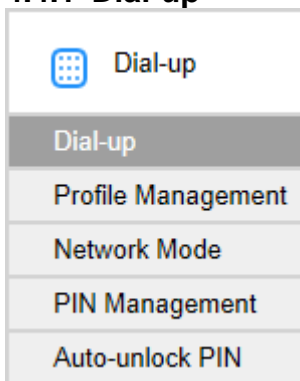 Dial-up
Dial-up
Profile Management
Network Mode
PIN Management
Auto-unlock PIN